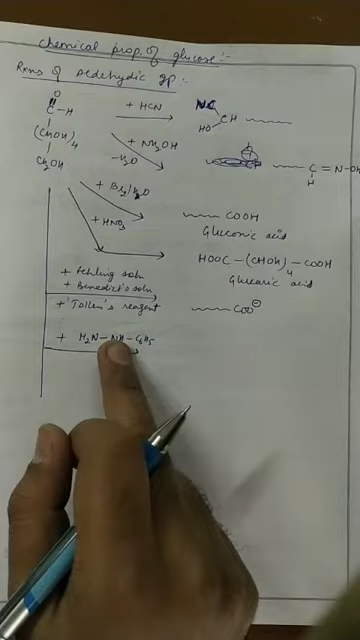 chemical prop. of glucose:-
Rxns of aldehydic gp:-
O
C-H
(CHOH)4
CH2OH
+ HCN
NC
CH
HO
+ NH2OH
-H2O
C=N-OH
H
+ Br2/H2O
COOH
Gluconic acid
+ HNO3
HOOC-(CHOH)4-COOH
Glucaric acid
+ Fehling soln
+ Benedict's soln
+ Tollen's reagent
COO⊖
+ H2N-NH-C6H5